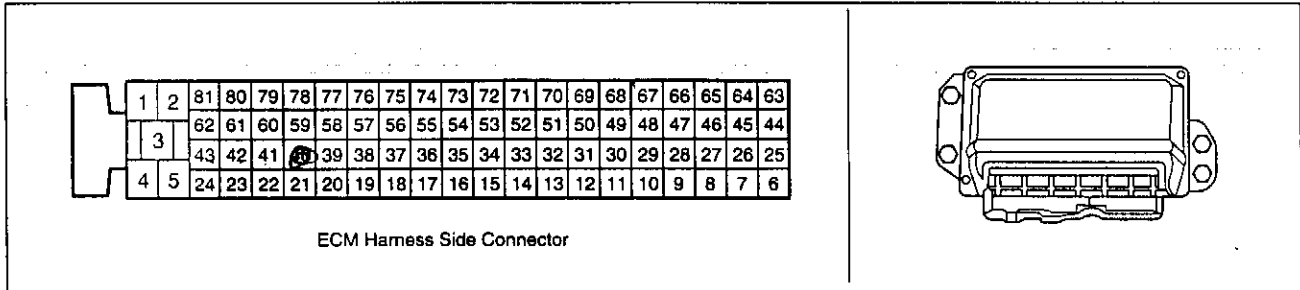 1 2 81 80 79 78 77 76 75 74 73 72 71 70 69 68 67 66 65 64 63
62 61 60 59 58 57 56 55 54 53 52 51 50 49 48 47 46 45 44
3
43 42 41 39 38 37 36 35 34 33 32 31 30 29 28 27 26 25
4 5 24 23 22 21 20 19 18 17 16 15 14 13 12 11 10 9 8 7 6
ECM Harness Side Connector